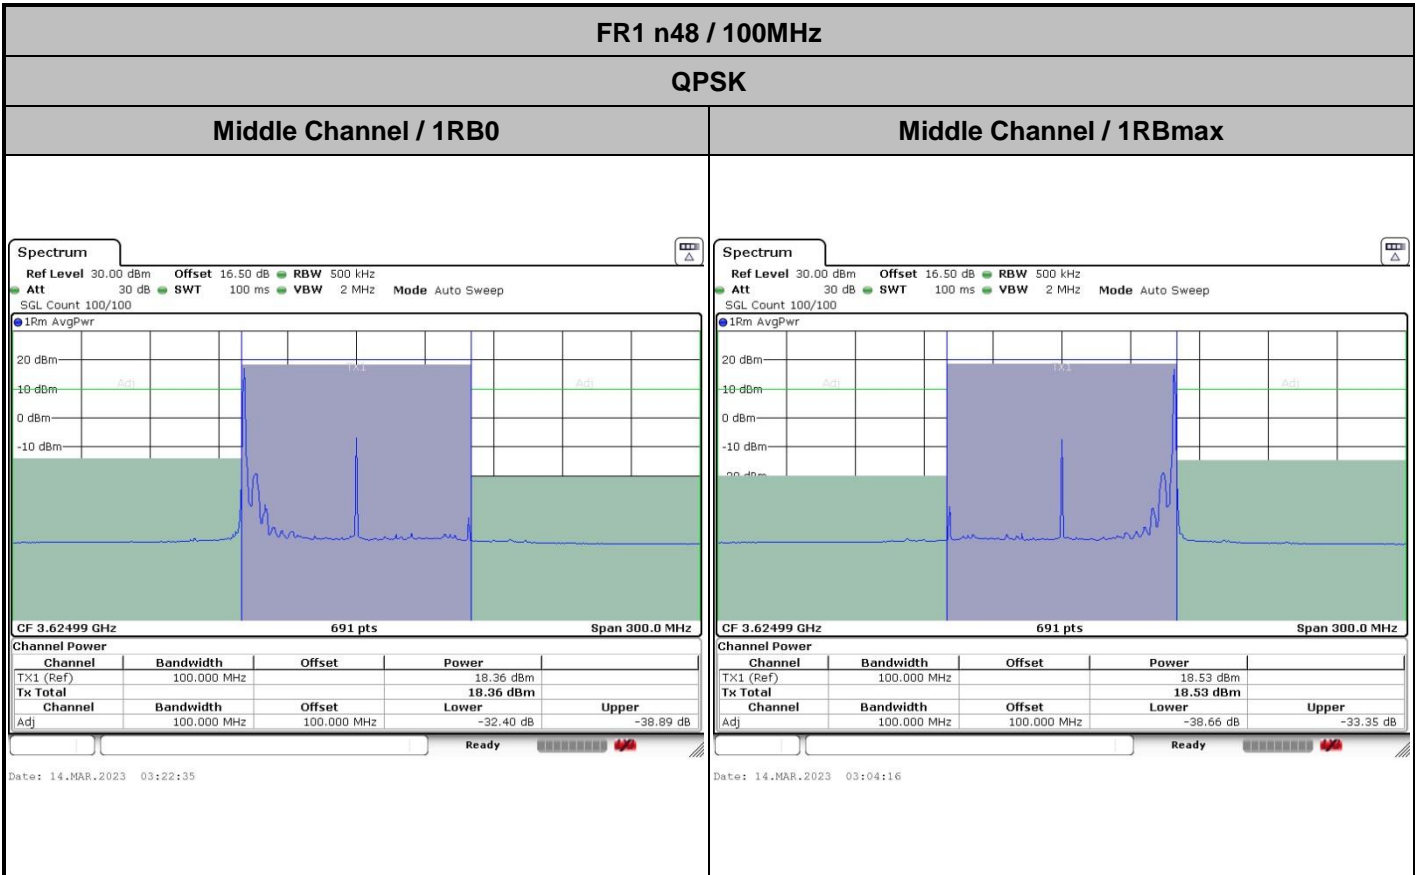 FR1 n48 / 100MHz
QPSK
Middle Channel / 1RB0
Middle Channel / 1RBmax
Spectrum
Ref Level 30.00 dBm Offset 16.50 dB RBW 500 kHz
Att 30 dB SWT 100 ms VBW 2 MHz Mode Auto Sweep
SGL Count 100/100
1Rm AvgPwr
TX1
20 dBm
Adj Adj
10 dBm
0 dBm
-10 dBm
CF 3.62499 GHz 691 pts Span 300.0 MHz
Channel Power
Channel Bandwidth Offset Power
TX1 (Ref) 100.000 MHz 18.36 dBm
Tx Total 18.36 dBm
Channel Bandwidth Offset Lower Upper
Adj 100.000 MHz 100.000 MHz -32.40 dB -38.89 dB
Ready
Date: 14.MAR.2023 03:22:35
Spectrum
Ref Level 30.00 dBm Offset 16.50 dB RBW 500 kHz
Att 30 dB SWT 100 ms VBW 2 MHz Mode Auto Sweep
SGL Count 100/100
1Rm AvgPwr
TX1
20 dBm
Adj Adj
10 dBm
0 dBm
-10 dBm
-20 dBm
CF 3.62499 GHz 691 pts Span 300.0 MHz
Channel Power
Channel Bandwidth Offset Power
TX1 (Ref) 100.000 MHz 18.53 dBm
Tx Total 18.53 dBm
Channel Bandwidth Offset Lower Upper
Adj 100.000 MHz 100.000 MHz -38.66 dB -33.35 dB
Ready
Date: 14.MAR.2023 03:04:16